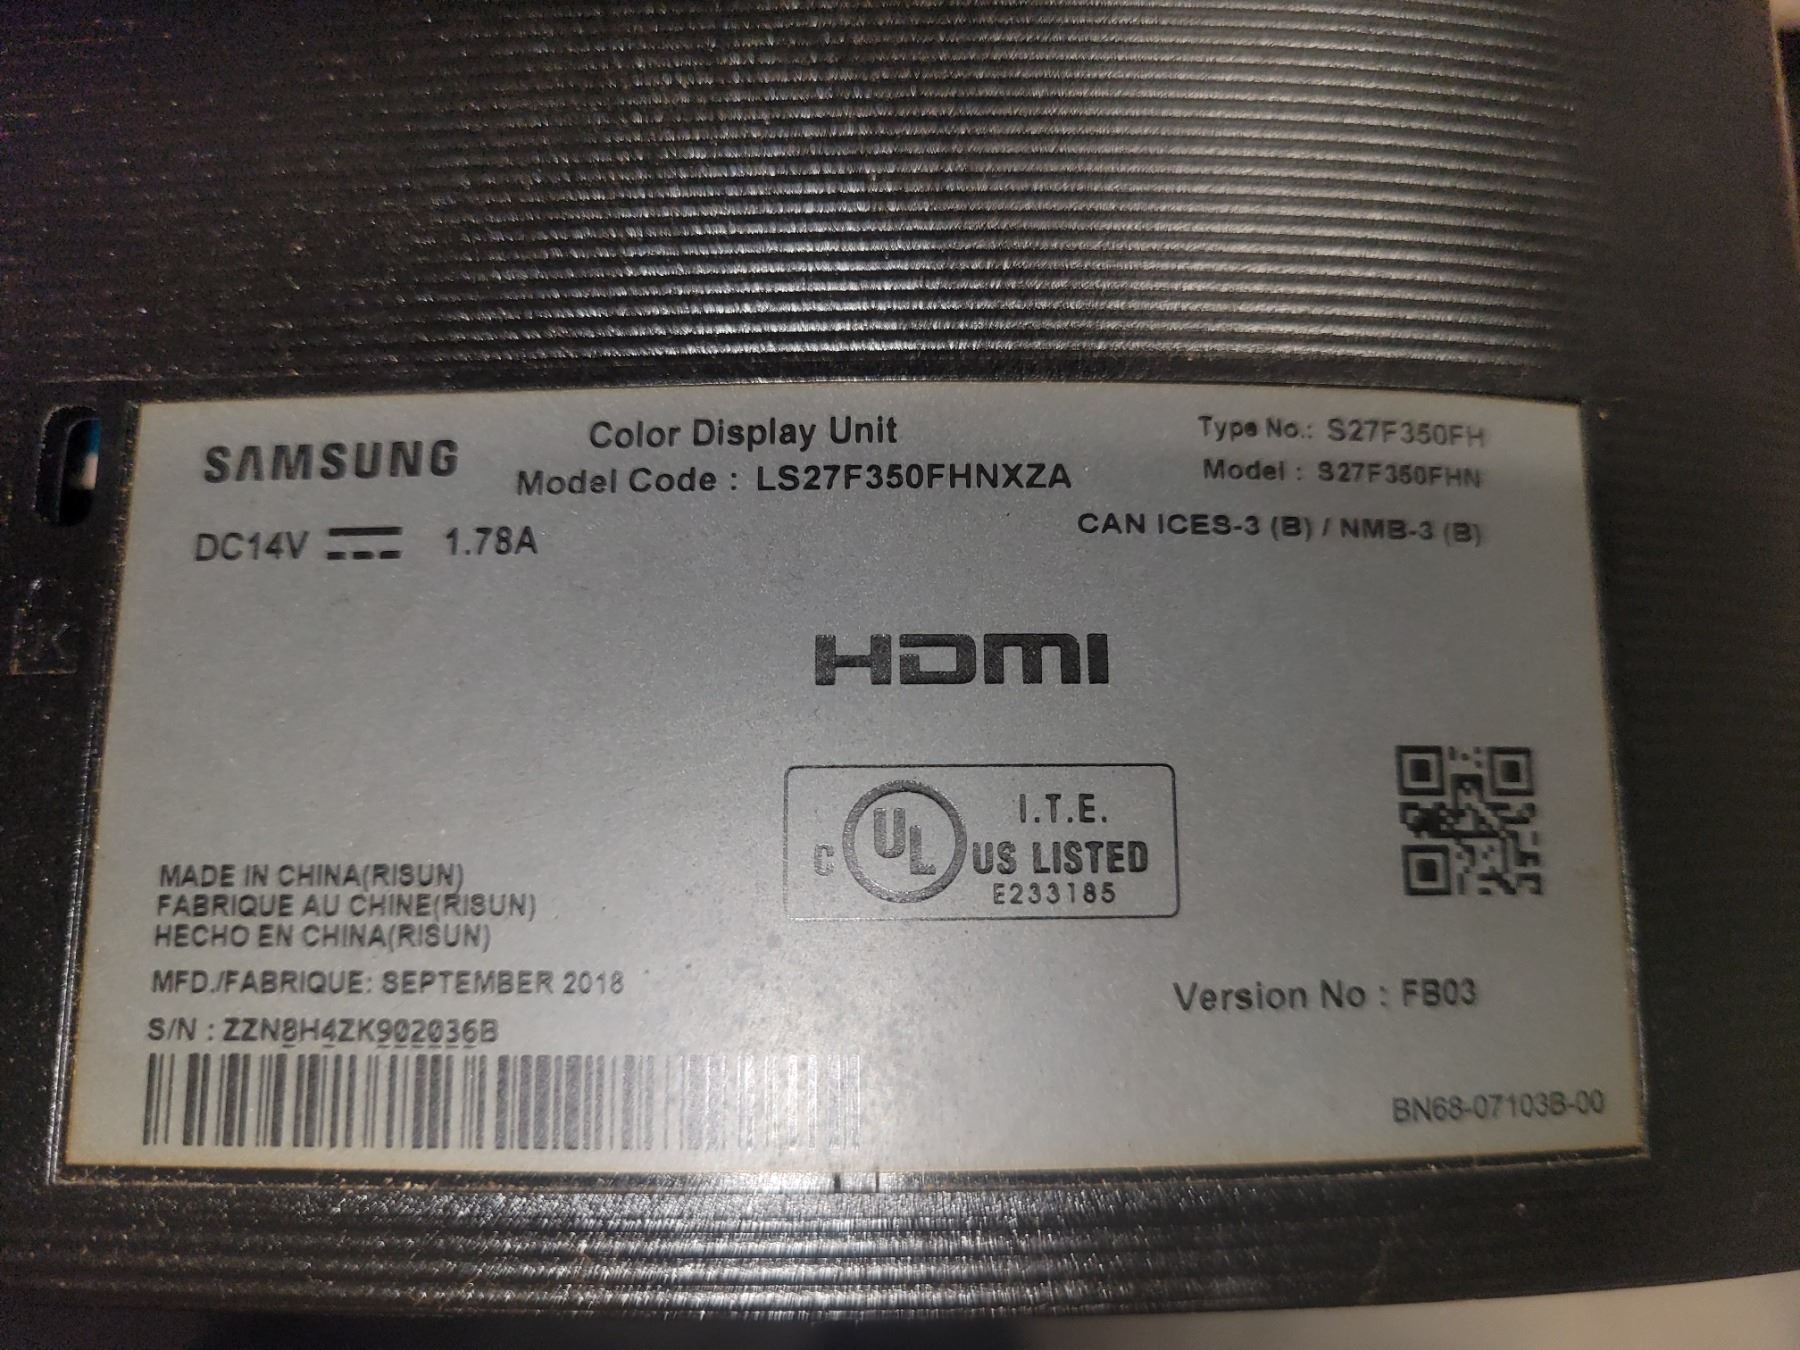 SAMSUNG
Color Display Unit
Model Code : LS27F350FHNXZA
Type No.: S27F350FH
Model : S27F350FHN
DC14V 1.78A
CAN ICES-3 (B) / NMB-3 (B)
HDMI
C UL US LISTED
I.T.E.
E233185
MADE IN CHINA(RISUN)
FABRIQUE AU CHINE(RISUN)
HECHO EN CHINA(RISUN)
MFD./FABRIQUE: SEPTEMBER 2018
S/N : ZZN8H4ZK902036B
Version No : FB03
BN68-07103B-00
K